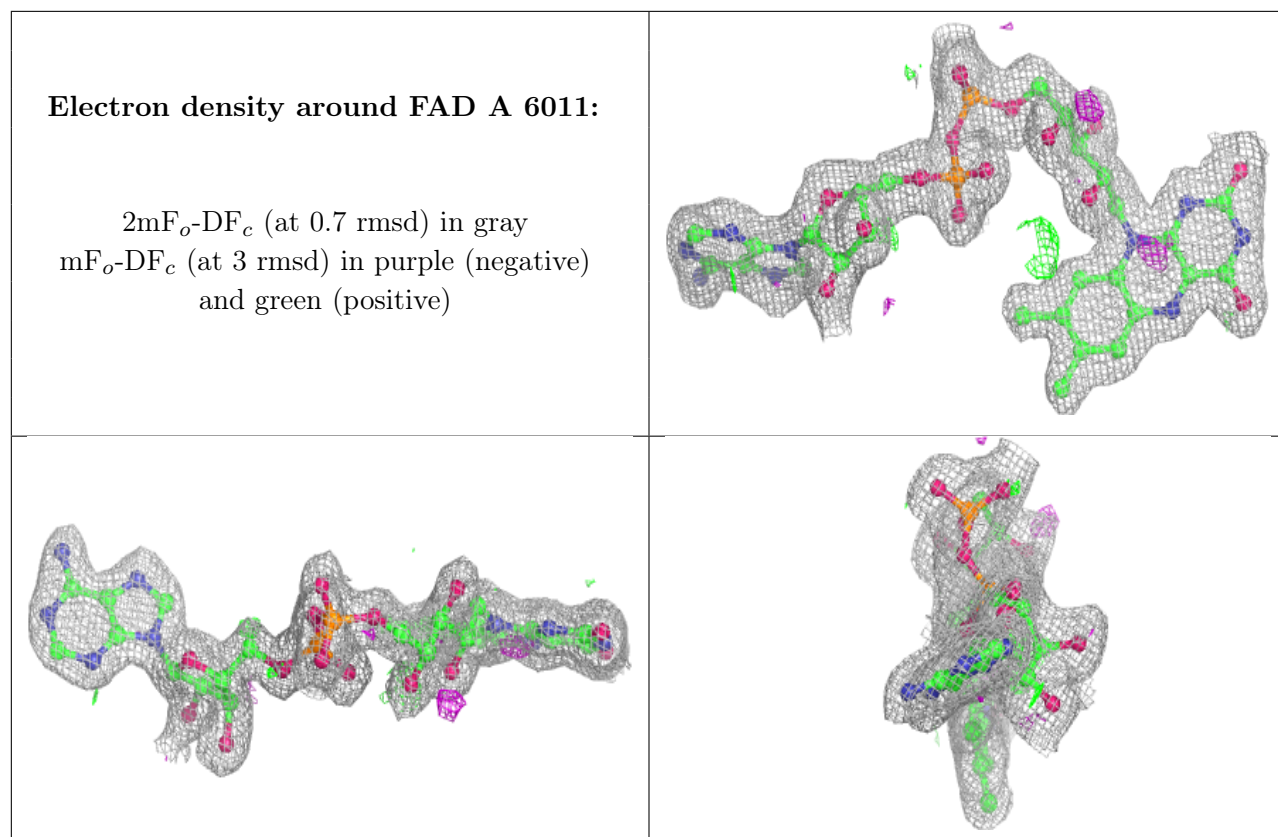 Electron density around FAD A 6011:
2mFo-DFc (at 0.7 rmsd) in gray
mFo-DFc (at 3 rmsd) in purple (negative)
and green (positive)